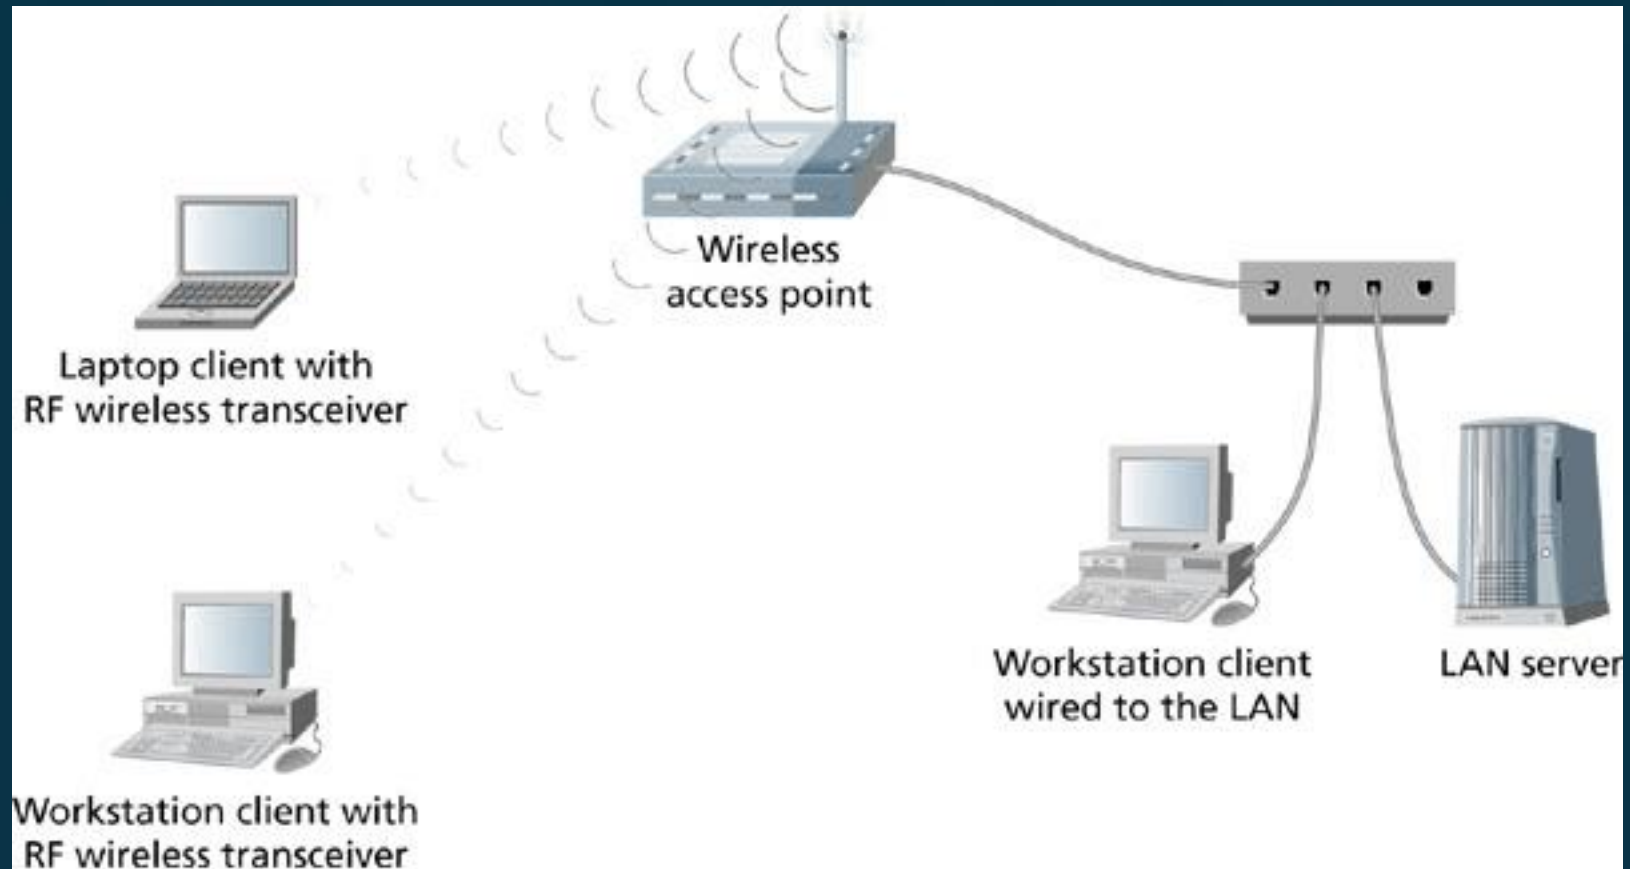 Wireless
access point
Laptop client with
RF wireless transceiver
Workstation client
wired to the LAN
LAN server
Workstation client with
RF wireless transceiver